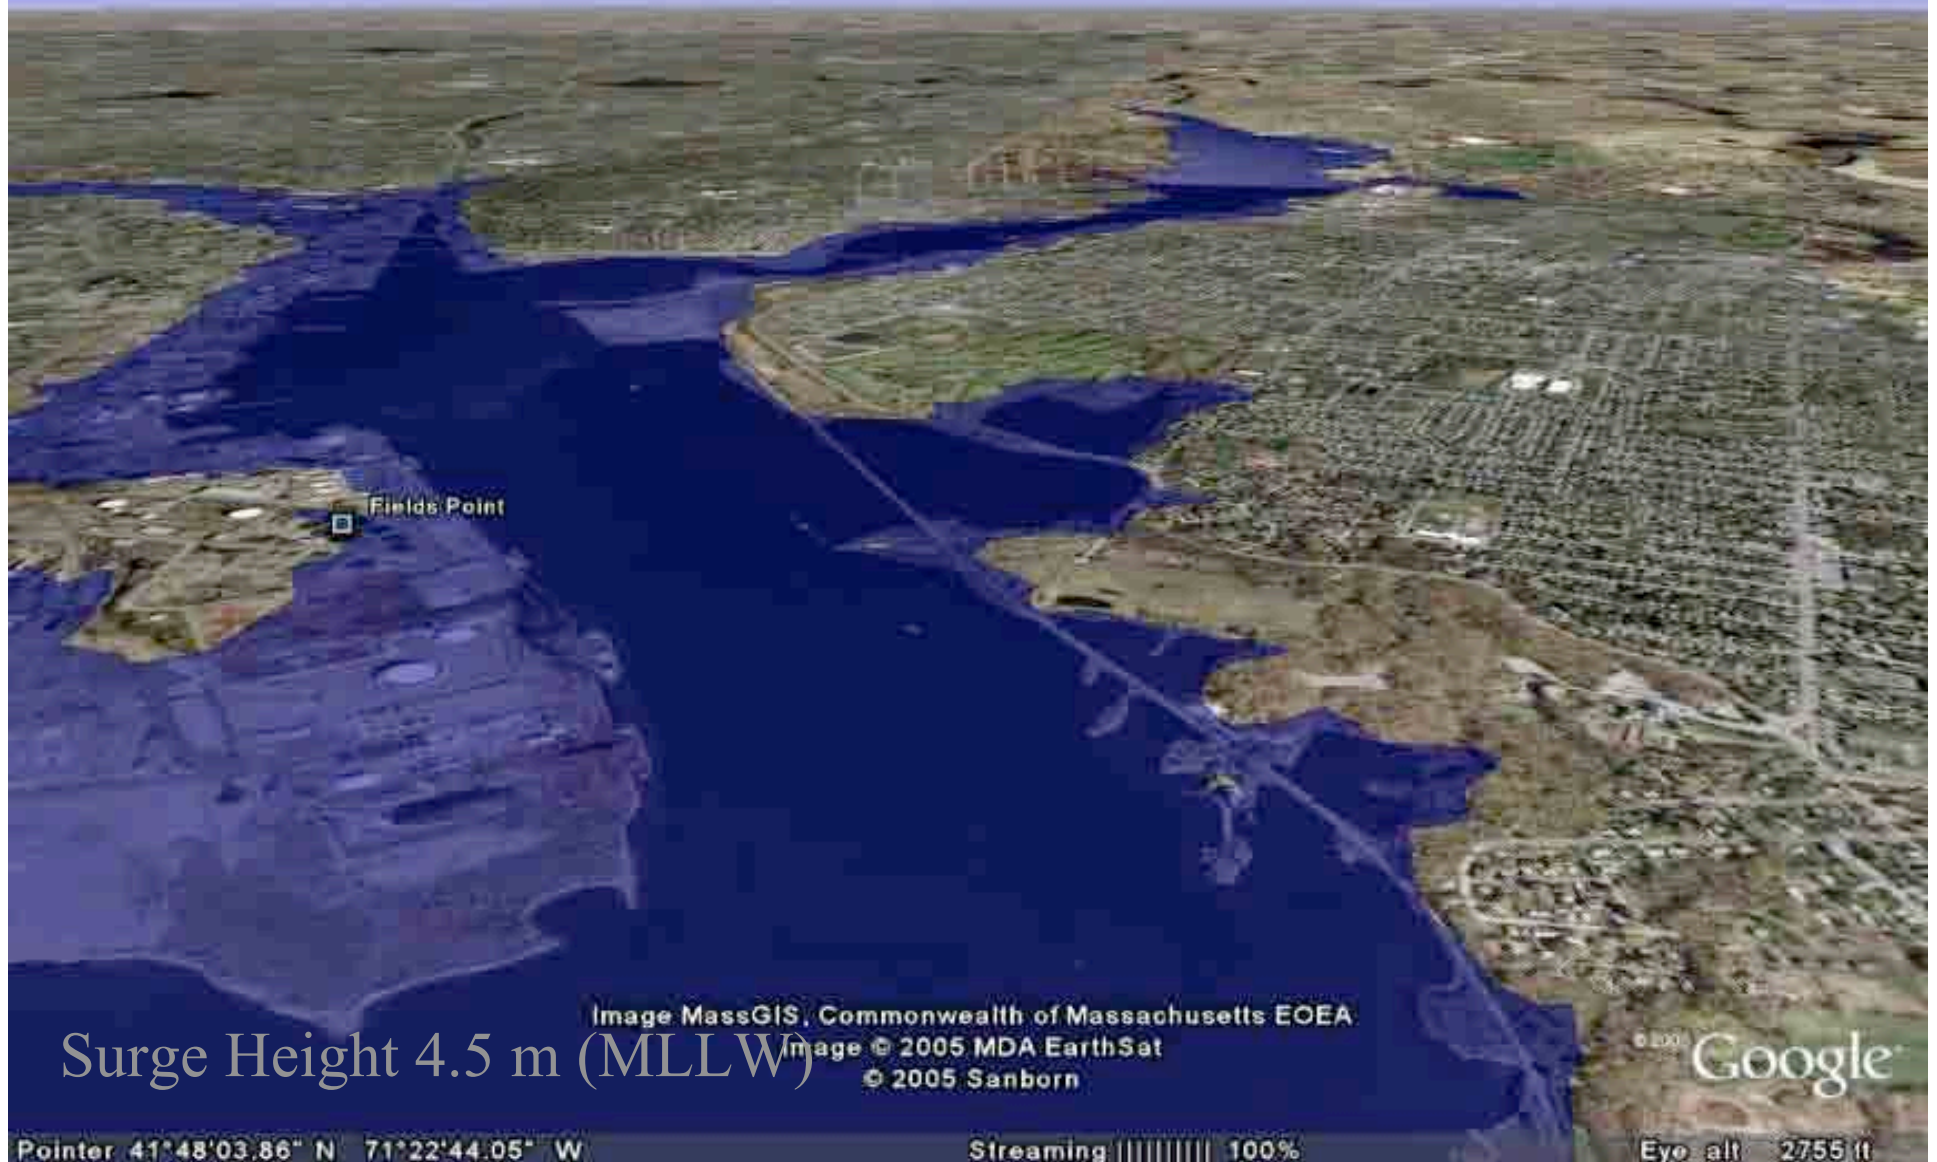 Fields Point
Image MassGIS, Commonwealth of Massachusetts EOEA
Surge Height 4.5 m (MLLW)
Image © 2005 MDA EarthSat
© 2005 Sanborn
Google
Pointer 41°48'03.86" N 71°22'44.05" W
Streaming |||||||||| 100%
Eye alt 2755 ft